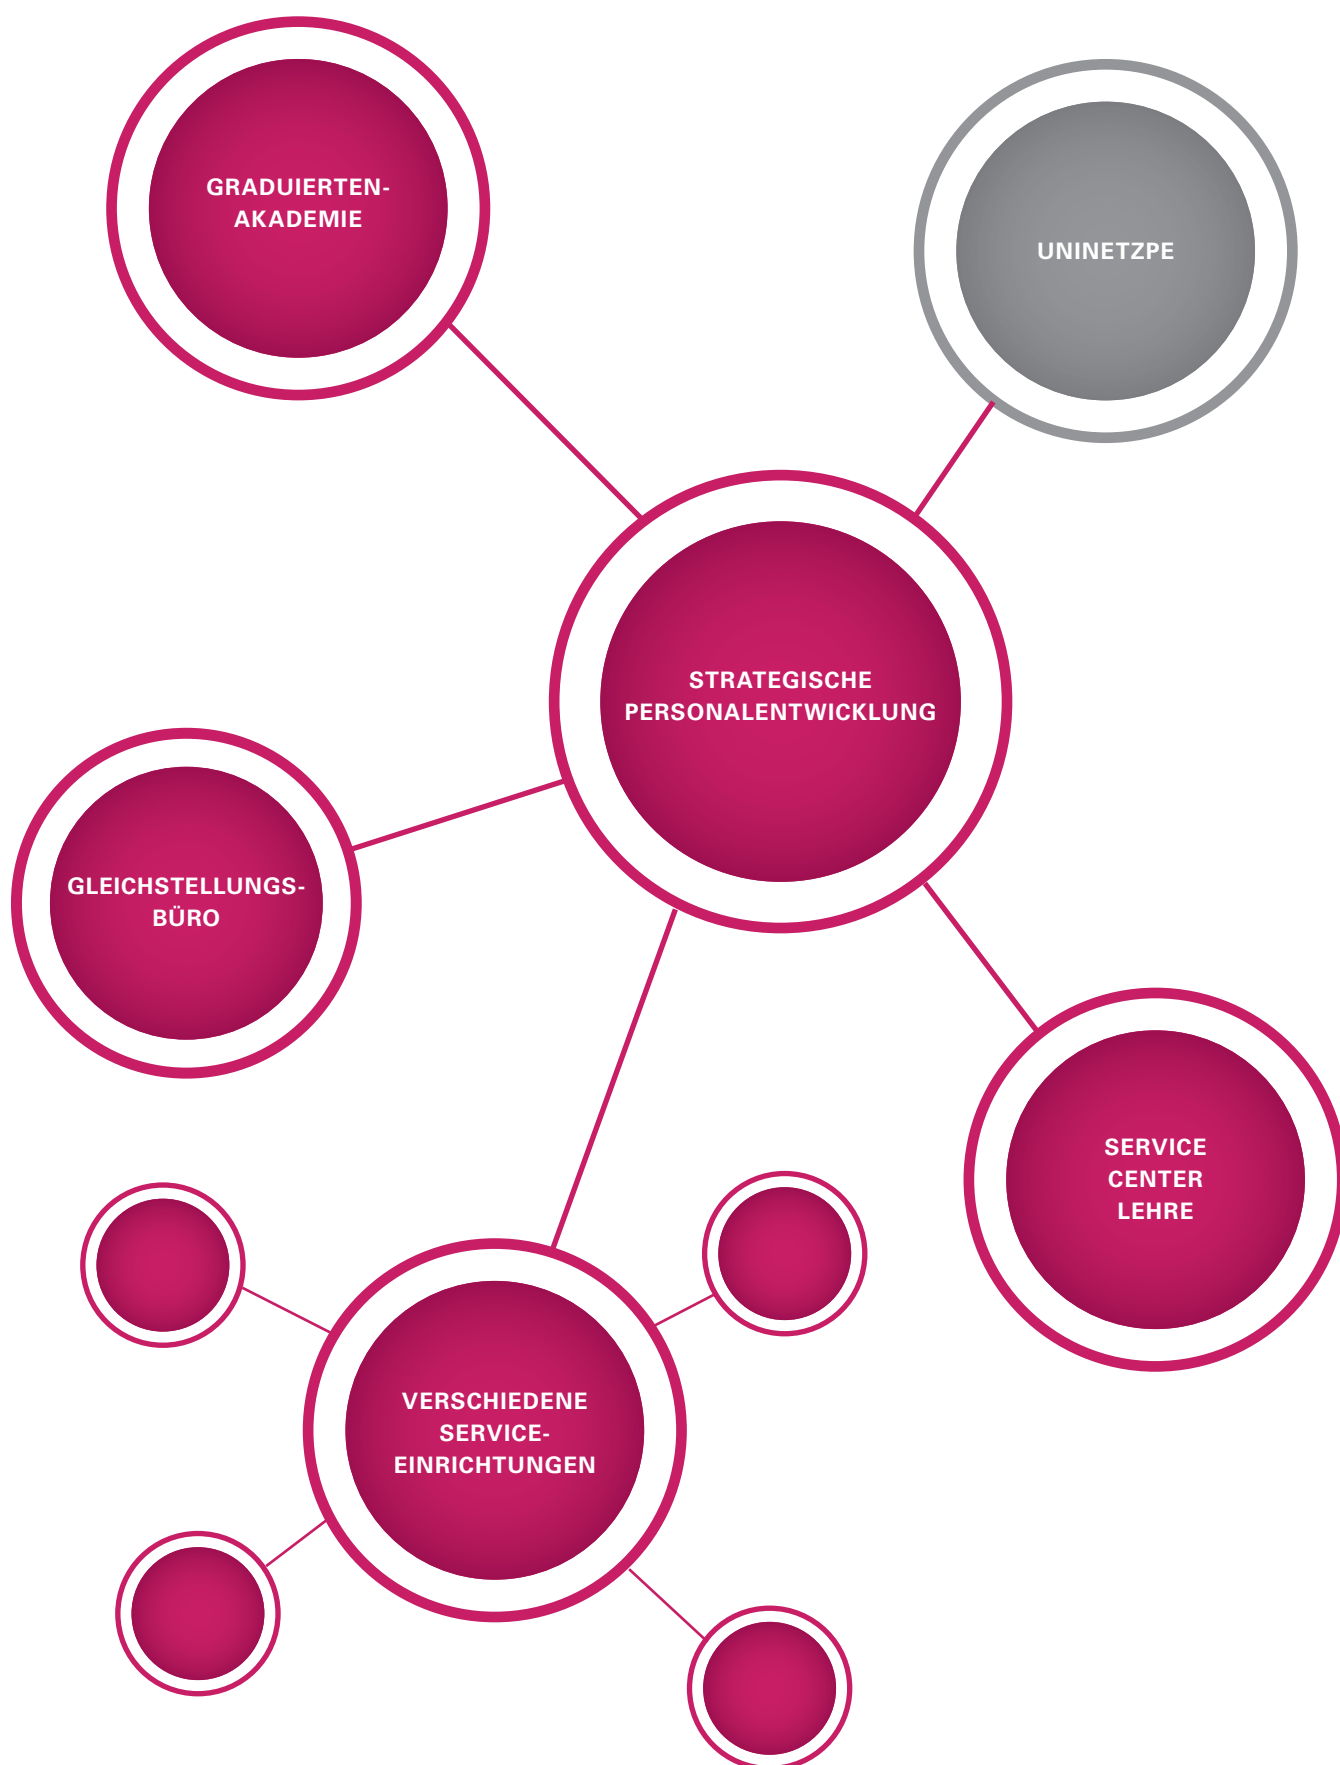 GRADUIERTEN-
AKADEMIE
UNINETZPE
STRATEGISCHE
PERSONALENTWICKLUNG
GLEICHSTELLUNGS-
BÜRO
SERVICE
CENTER
LEHRE
VERSCHIEDENE
SERVICE-
EINRICHTUNGEN